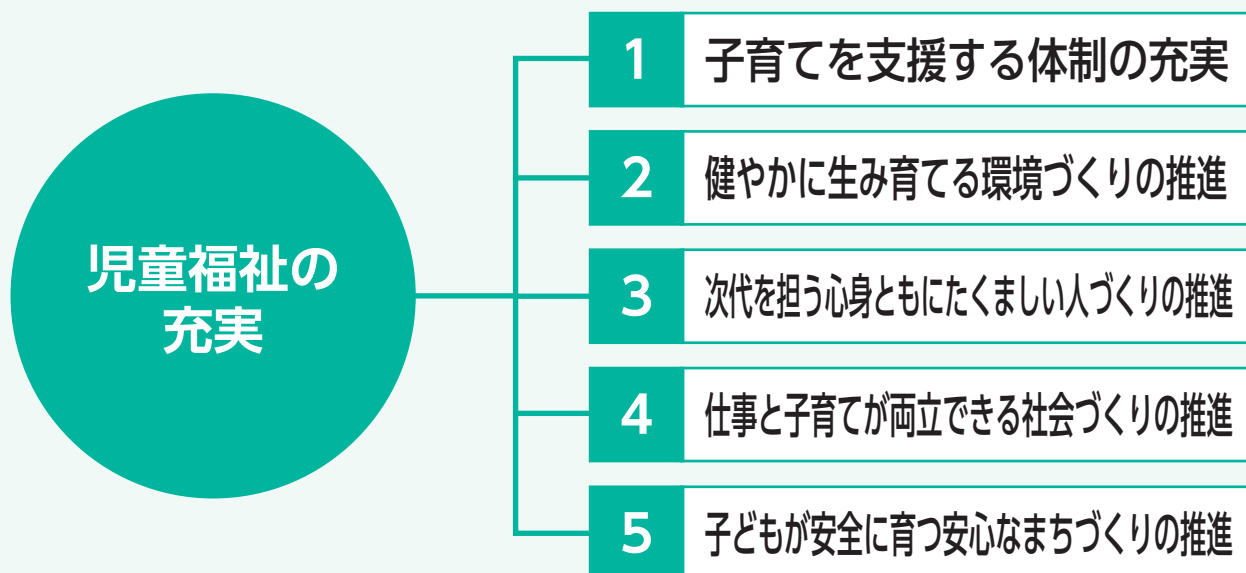 児童福祉の
充実
1 子育てを支援する体制の充実
2 健やかに生み育てる環境づくりの推進
3 次代を担う心身ともにたくましい人づくりの推進
4 仕事と子育てが両立できる社会づくりの推進
5 子どもが安全に育つ安心なまちづくりの推進